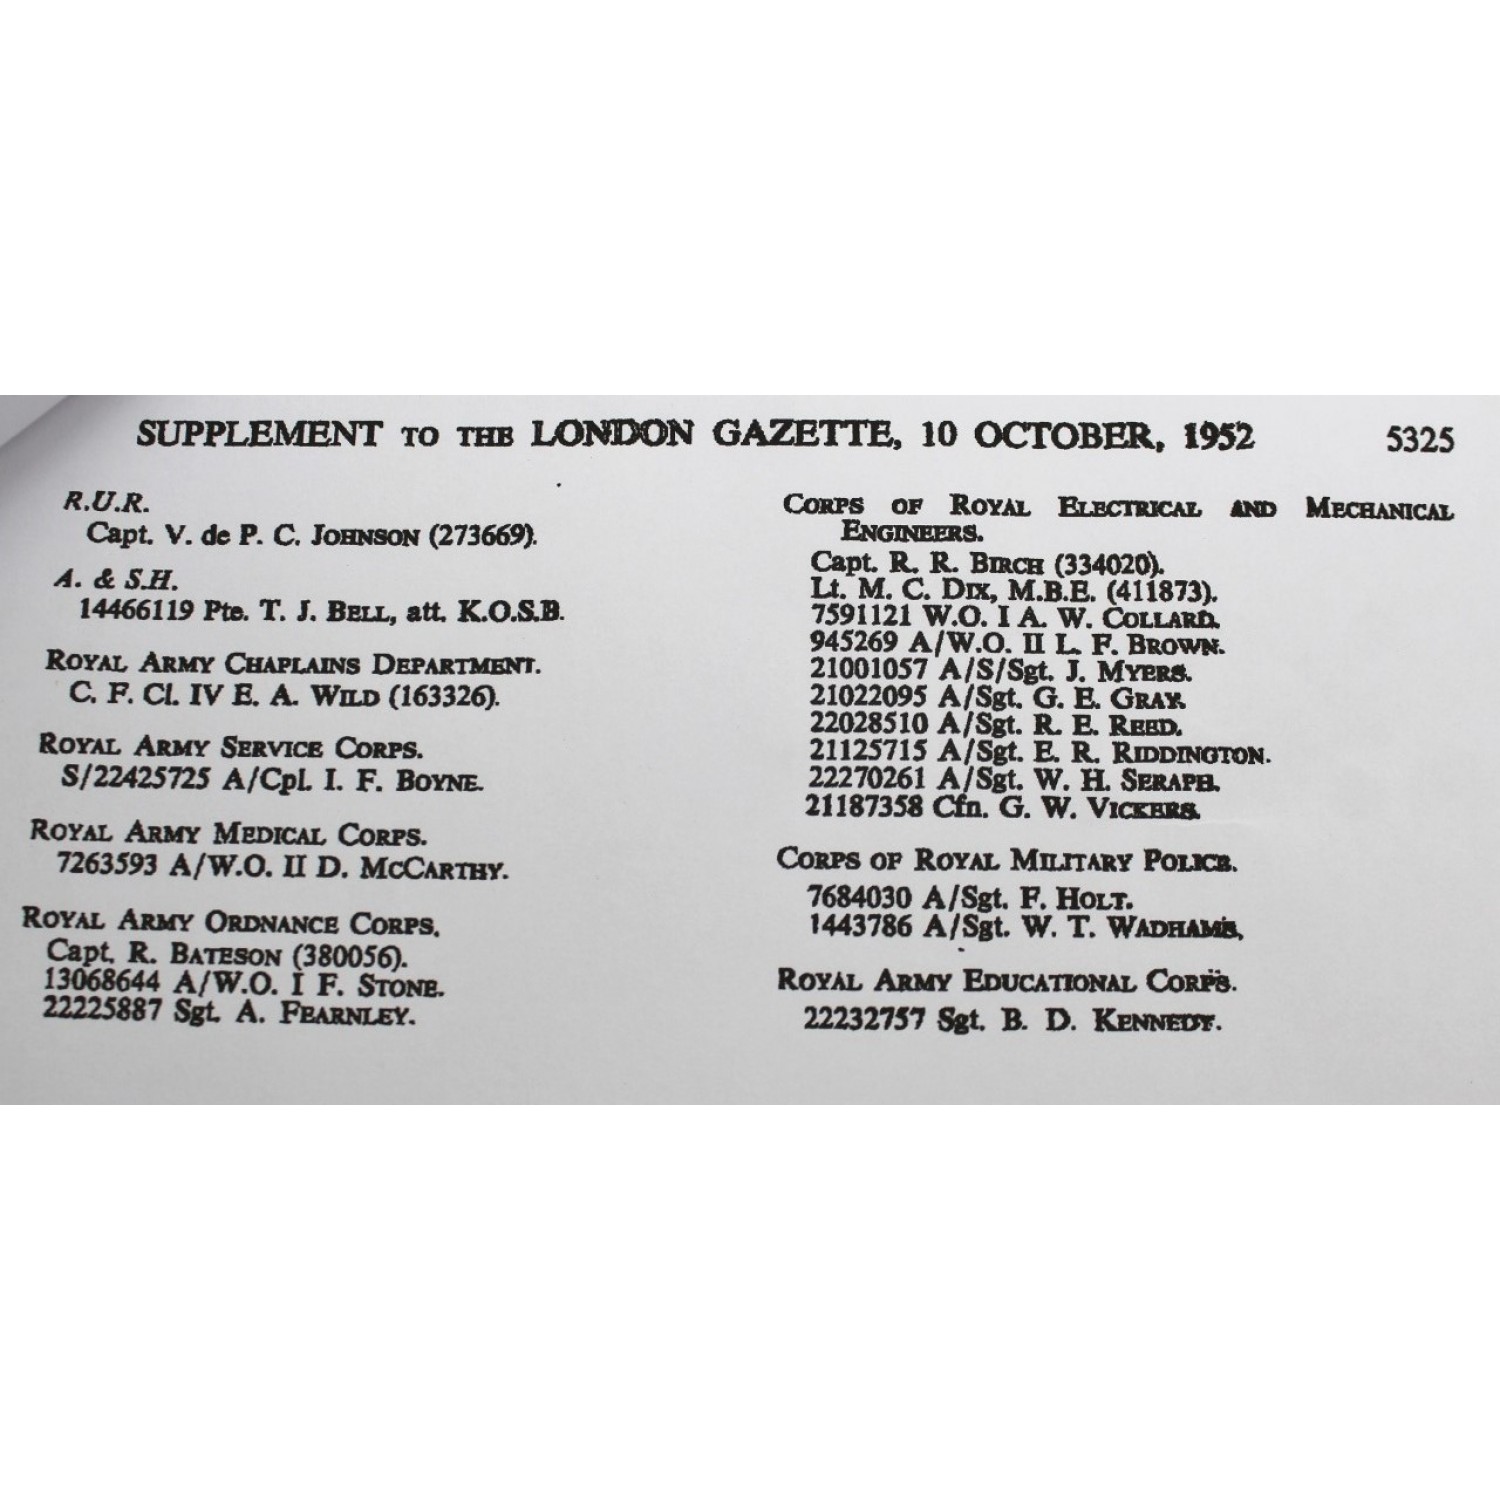 SUPPLEMENT TO THE LONDON GAZETTE, 10 OCTOBER, 1952 5325
R.U.R.
Capt. V. de P. C. JOHNSON (273669).
A. & S.H.
14466119 Pte. T. J. BELL, att. K.O.S.B.
ROYAL ARMY CHAPLAINS DEPARTMENT.
C. F. Cl. IV E. A. WILD (163326).
ROYAL ARMY SERVICE CORPS.
S/22425725 A/Cpl. I. F. BOYNE.
ROYAL ARMY MEDICAL CORPS.
7263593 A/W.O. II D. MCCARTHY.
ROYAL ARMY ORDNANCE CORPS.
Capt. R. BATESON (380056).
13068644 A/W.O. I F. STONE.
22225887 Sgt. A. FEARNLEY.
CORPS OF ROYAL ELECTRICAL AND MECHANICAL
ENGINEERS.
Capt. R. R. BIRCH (334020).
Lt. M. C. DIX, M.B.E. (411873).
7591121 W.O. I A. W. COLLARD.
945269 A/W.O. II L. F. BROWN.
21001057 A/S/Sgt. J. MYERS.
21022095 A/Sgt. G. E. GRAY.
22028510 A/Sgt. R. E. REED.
21125715 A/Sgt. E. R. RIDDINGTON.
22270261 A/Sgt. W. H. SERAPH.
21187358 Cfn. G. W. VICKERS.
CORPS OF ROYAL MILITARY POLICE.
7684030 A/Sgt. F. HOLT.
1443786 A/Sgt. W. T. WADHAMS.
ROYAL ARMY EDUCATIONAL CORPS.
22232757 Sgt. B. D. KENNEDY.